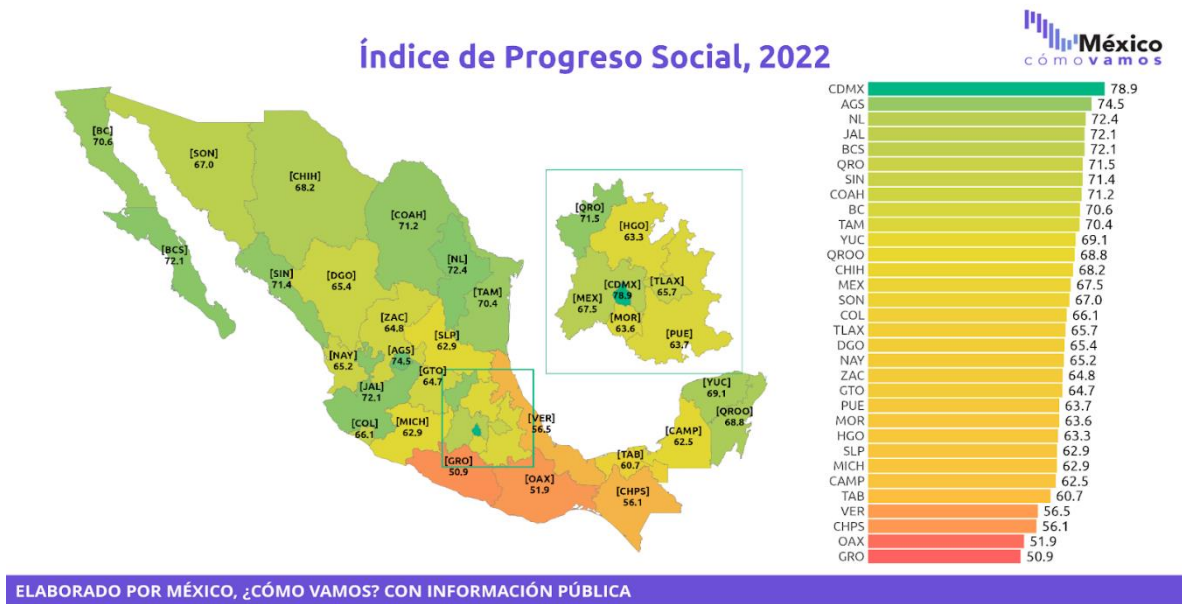 Índice de Progreso Social, 2022
México
cómovamos
[BC]
70.6
[SON]
67.0
[CHIH]
68.2
[COAH]
71.2
[BCS]
72.1
[SIN]
71.4
[DGO]
65.4
[NL]
72.4
[TAM]
70.4
[ZAC]
64.8
[SLP]
62.9
[NAY]
65.2
[AGS]
74.5
[GTO]
64.7
[JAL]
72.1
[COL]
66.1
[MICH]
62.9
[VER]
56.5
[GRO]
50.9
[OAX]
51.9
[TAB]
60.7
[CHPS]
56.1
[CAMP]
62.5
[YUC]
69.1
[QROO]
68.8
[QRO]
71.5
[HGO]
63.3
[CDMX]
78.9
[TLAX]
65.7
[MEX]
67.5
[MOR]
63.6
[PUE]
63.7
CDMX 78.9
AGS 74.5
NL 72.4
JAL 72.1
BCS 72.1
QRO 71.5
SIN 71.4
COAH 71.2
BC 70.6
TAM 70.4
YUC 69.1
QROO 68.8
CHIH 68.2
MEX 67.5
SON 67.0
COL 66.1
TLAX 65.7
DGO 65.4
NAY 65.2
ZAC 64.8
GTO 64.7
PUE 63.7
MOR 63.6
HGO 63.3
SLP 62.9
MICH 62.9
CAMP 62.5
TAB 60.7
VER 56.5
CHPS 56.1
OAX 51.9
GRO 50.9
ELABORADO POR MÉXICO, ¿CÓMO VAMOS? CON INFORMACIÓN PÚBLICA